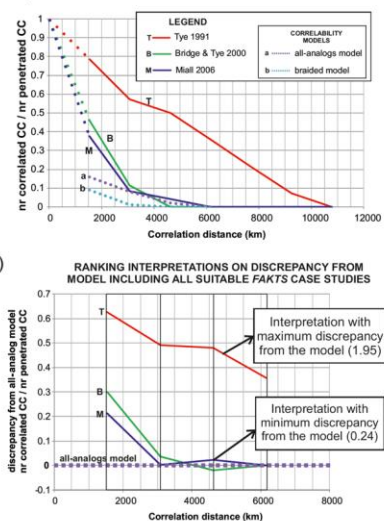 1
0.9
0.8
0.7
0.6
0.5
0.4
0.3
0.2
0.1
0
nr correlated CC / nr penetrated CC
T
B
M
a
b
LEGEND
T Tye 1991
B Bridge & Tye 2000
M Miall 2006
CORRELABILITY
MODELS
a all-analogs model
b braided model
0 2000 4000 6000 8000 10000 12000
Correlation distance (km)
)
RANKING INTERPRETATIONS ON DISCREPANCY FROM
MODEL INCLUDING ALL SUITABLE FAKTS CASE STUDIES
0.7
0.6
0.5
0.4
0.3
0.2
0.1
0
-0.1
discrepancy from all-analog model
nr correlated CC / nr penetrated CC
T
B
M
all-analogs model
Interpretation with
maximum discrepancy
from the model (1.95)
Interpretation with
minimum discrepancy
from the model (0.24)
0 2000 4000 6000 8000
Correlation distance (km)